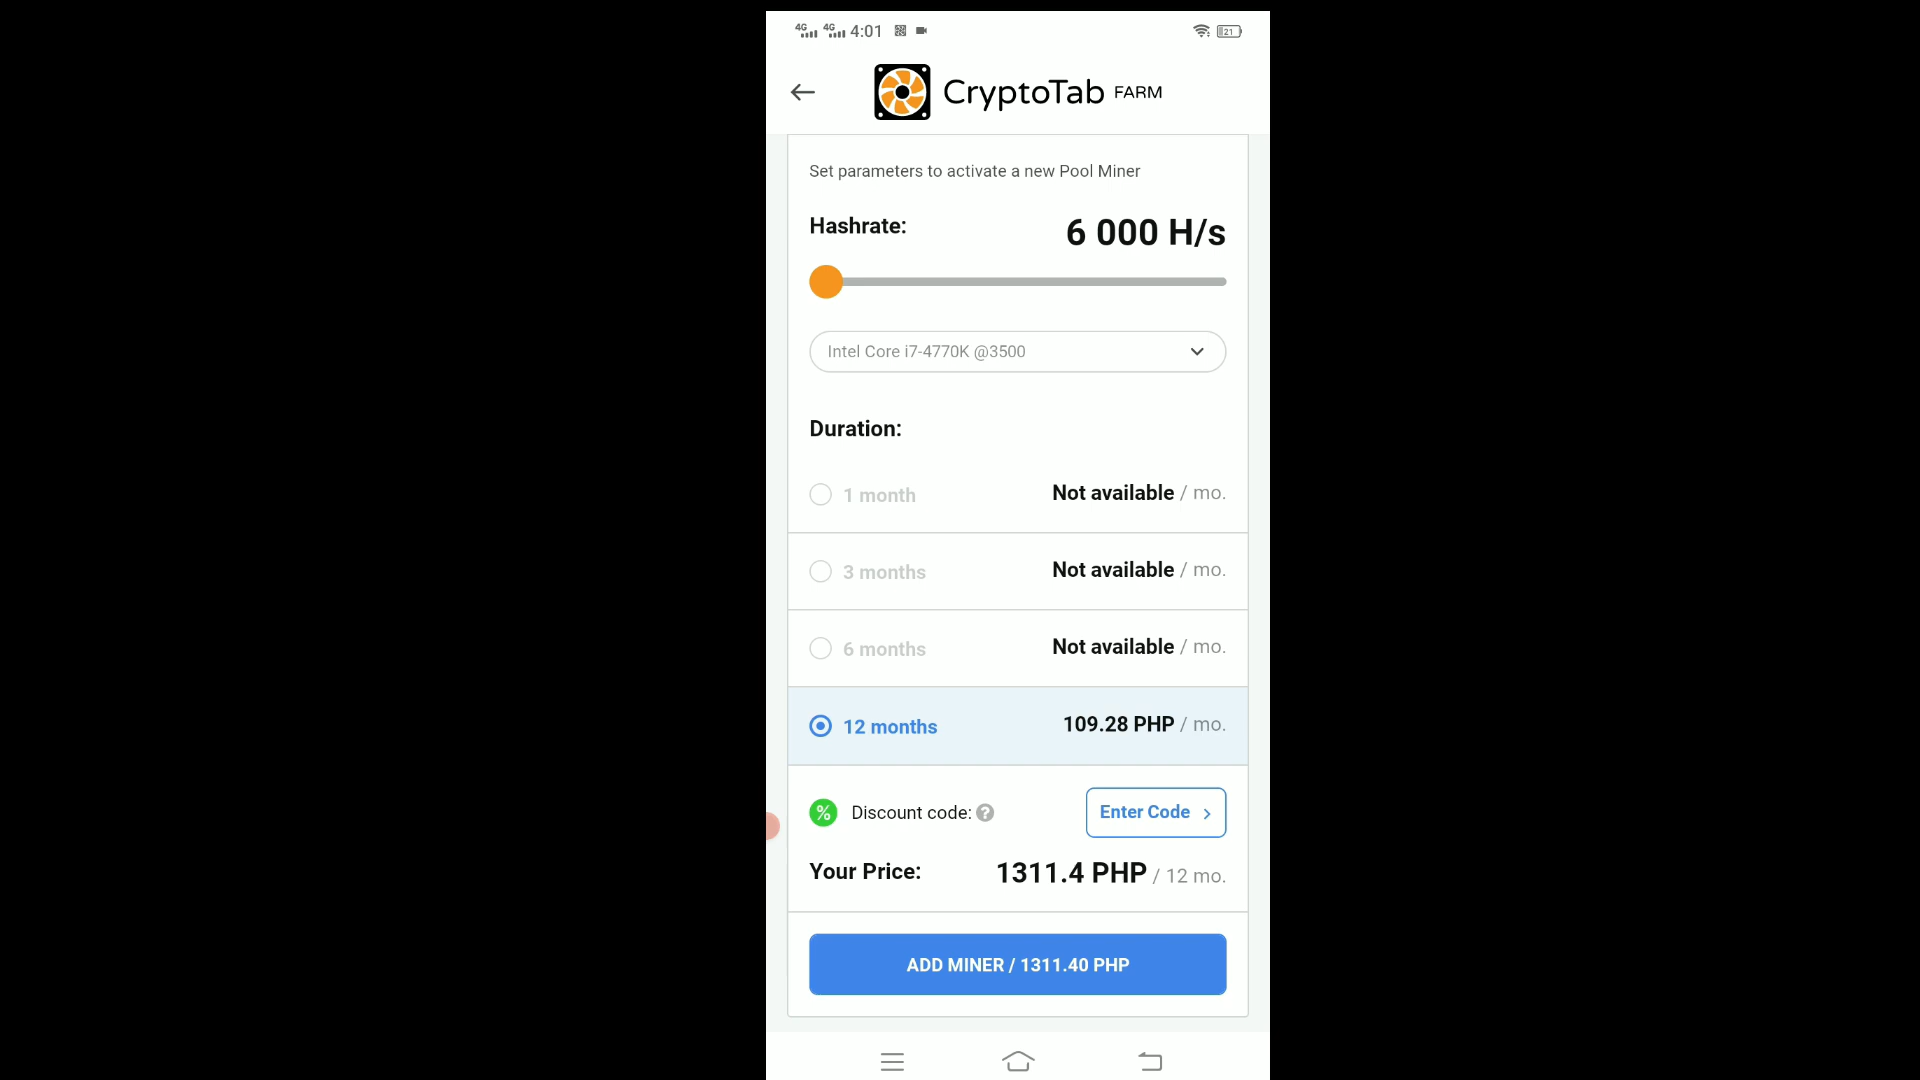 4G 4G 4:01 21
CryptoTab FARM
Set parameters to activate a new Pool Miner
Hashrate: 6 000 H/s
Intel Core i7-4770K @3500
Duration:
1 month Not available / mo.
3 months Not available / mo.
6 months Not available / mo.
12 months 109.28 PHP / mo.
% Discount code: ? Enter Code >
Your Price: 1311.4 PHP / 12 mo.
ADD MINER / 1311.40 PHP